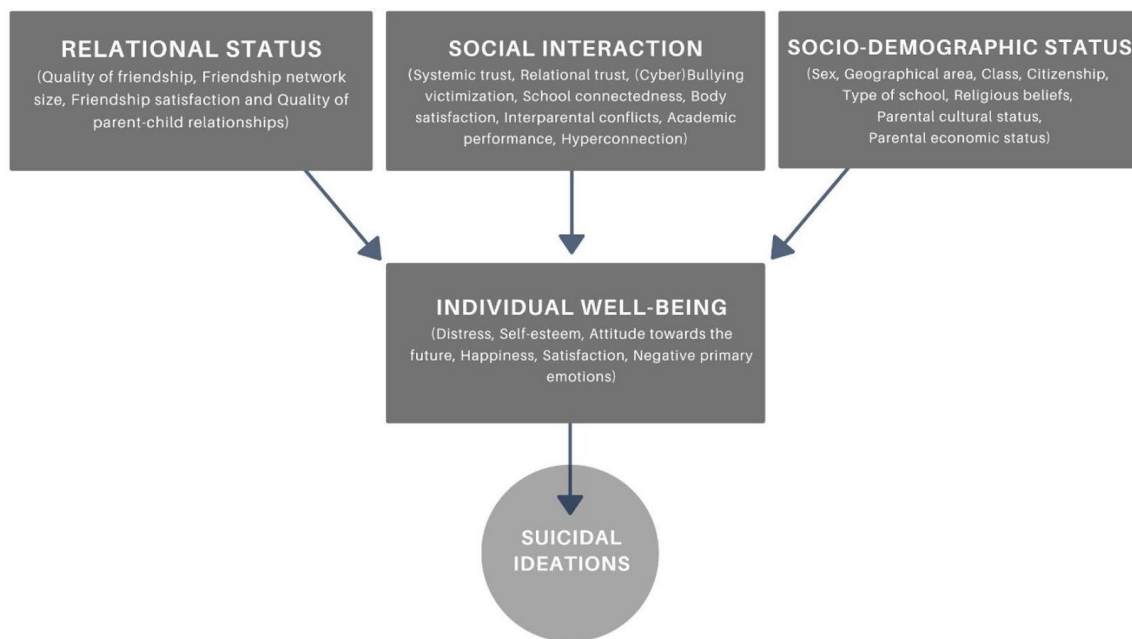 RELATIONAL STATUS
(Quality of friendship, Friendship network
size, Friendship satisfaction and Quality of
parent-child relationships)
SOCIAL INTERACTION
(Systemic trust, Relational trust, (Cyber)Bullying
victimization, School connectedness, Body
satisfaction, Interparental conflicts, Academic
performance, Hyperconnection)
SOCIO-DEMOGRAPHIC STATUS
(Sex, Geographical area, Class, Citizenship,
Type of school, Religious beliefs,
Parental cultural status,
Parental economic status)
INDIVIDUAL WELL-BEING
(Distress, Self-esteem, Attitude towards the
future, Happiness, Satisfaction, Negative primary
emotions)
SUICIDAL
IDEATIONS